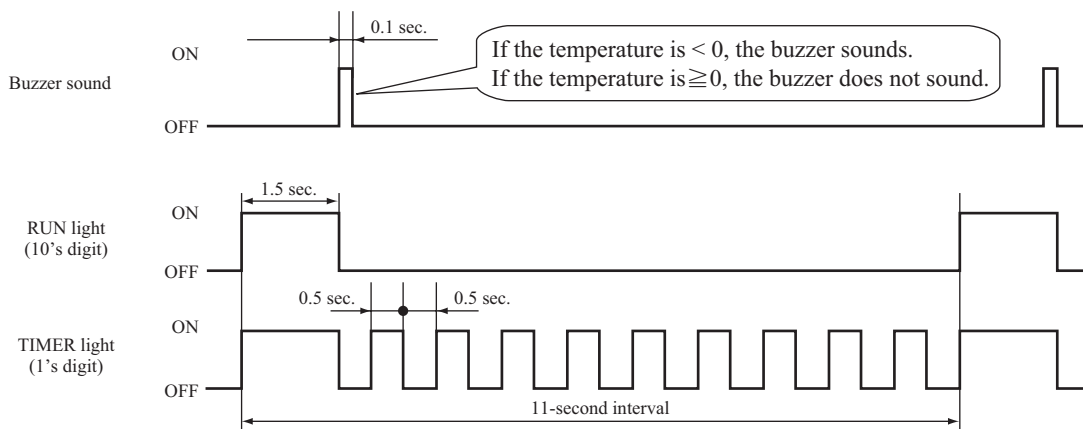 0.1 sec.
ON
If the temperature is < 0, the buzzer sounds.
If the temperature is ≧0, the buzzer does not sound.
Buzzer sound
OFF
1.5 sec.
ON
RUN light
(10's digit)
OFF
0.5 sec.
0.5 sec.
ON
TIMER light
(1's digit)
OFF
11-second interval